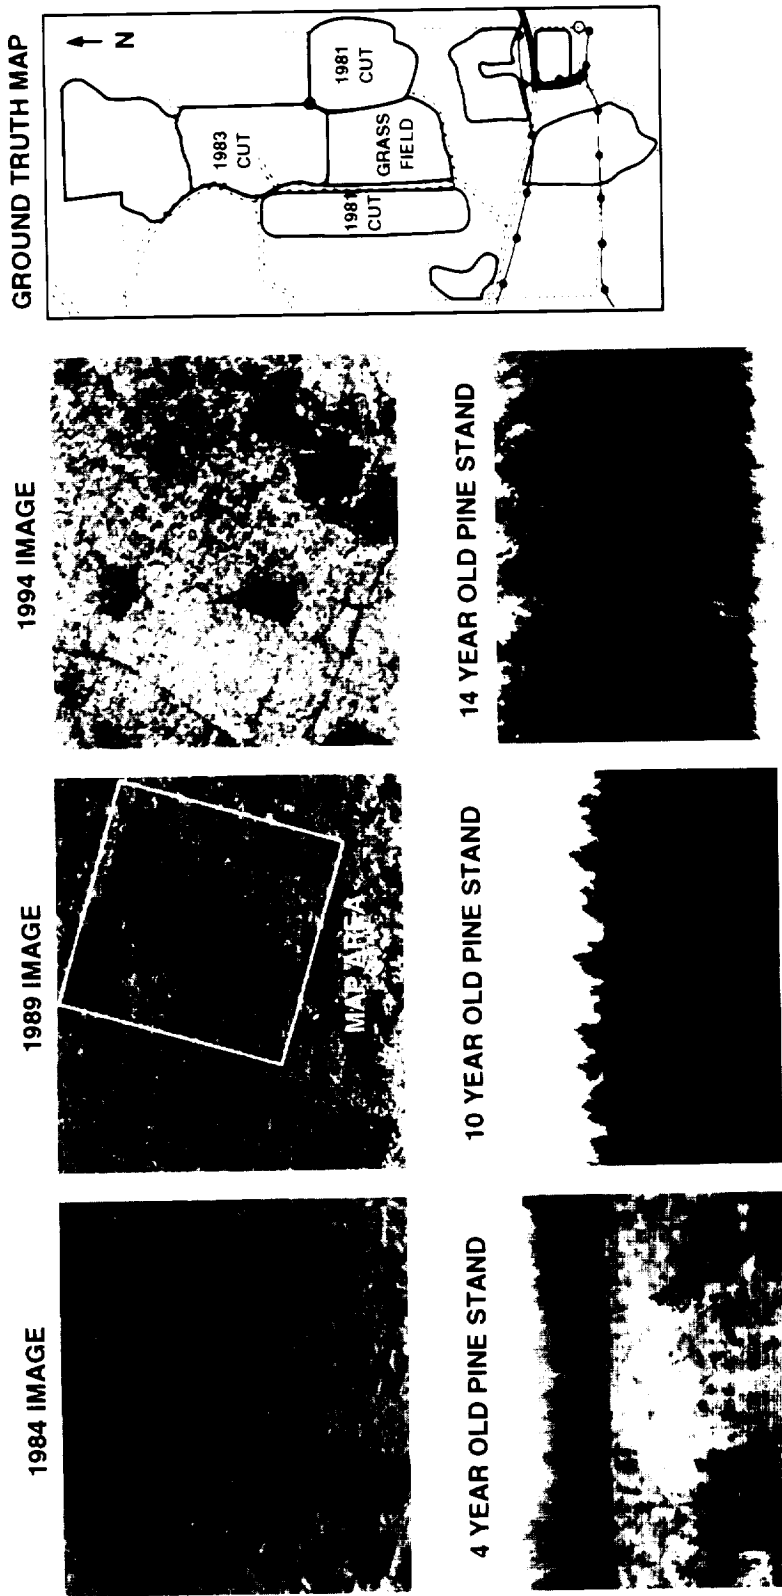 1984 IMAGE
1989 IMAGE
MAP AREA
1994 IMAGE
GROUND TRUTH MAP
N
1983
CUT
1981
CUT
GRASS
FIELD
1981
CUT
4 YEAR OLD PINE STAND
10 YEAR OLD PINE STAND
14 YEAR OLD PINE STAND